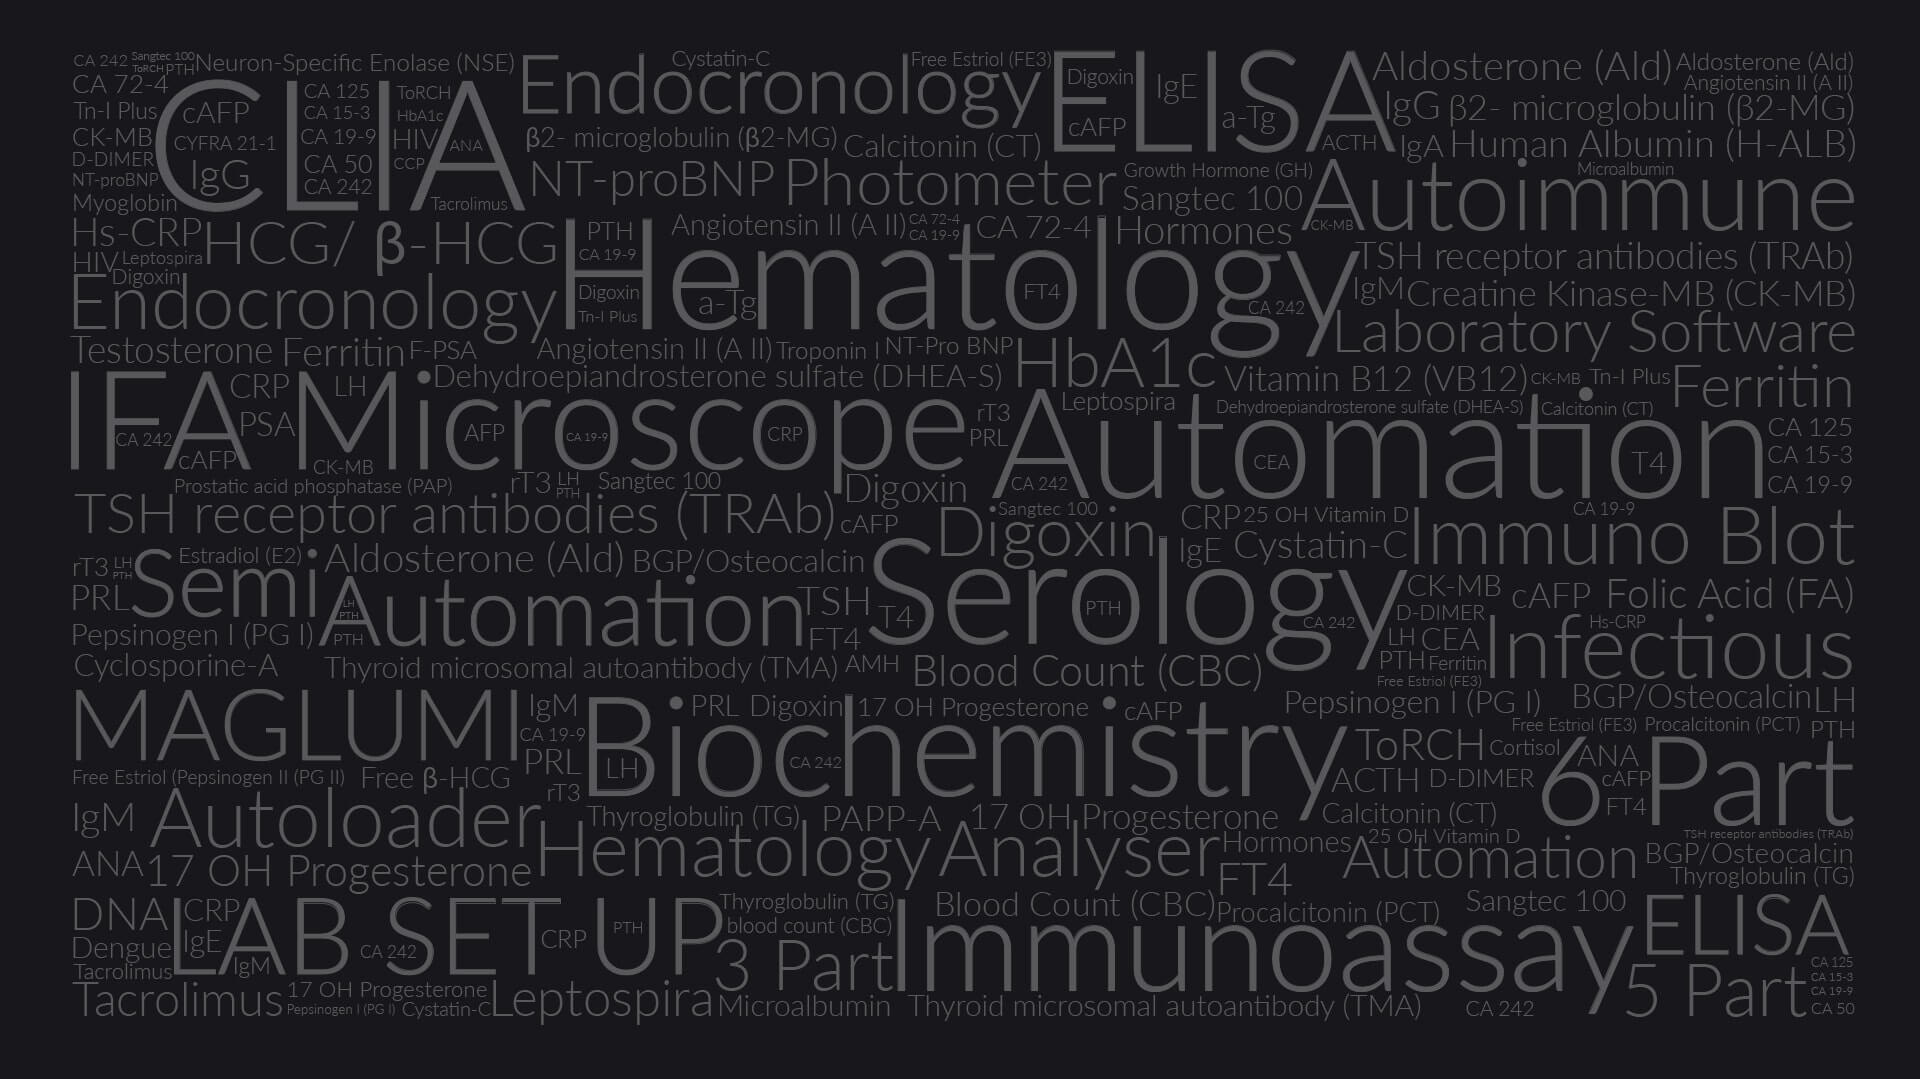 CA 242 Sangtec 100 ToRCH PTH Neuron-Specific Enolase (NSE) Endocronology Cystatin-C Free Estriol (FE3) ELISA Aldosterone (Ald) Aldosterone (Ald)
Digoxin IgE Angiotensin II (A II)
CA 72-4 CLIA cAFP CA 125 ToRCH
Tn-I Plus CA 15-3 HbA1c cAFP a-Tg IgG β2- microglobulin (β2-MG)
CK-MB CYFRA 21-1 CA 19-9 HIV ANA β2- microglobulin (β2-MG) Calcitonin (CT) ACTH IgA Human Albumin (H-ALB)
D-DIMER IgG CA 50 CCP
NT-proBNP CA 242 NT-proBNP Photometer Growth Hormone (GH) Autoimmune Microalbumin
Myoglobin Tacrolimus Sangtec 100
Hs-CRP HCG/ β-HCG Hematology PTH Angiotensin II (A II) CA 72-4 CA 19-9 CA 72-4 Hormones CK-MB
HIV Leptospira CA 19-9 TSH receptor antibodies (TRAb)
Digoxin
Endocronology Digoxin a-Tg FT4 CA 242 IgM Creatine Kinase-MB (CK-MB)
Tn-I Plus Laboratory Software
Testosterone Ferritin F-PSA Angiotensin II (A II) Troponin I NT-Pro BNP HbA1c
Dehydroepiandrosterone sulfate (DHEA-S) Vitamin B12 (VB12) CK-MB Tn-I Plus Ferritin
IFA CRP Microscope LH rT3 Automation Leptospira Dehydroepiandrosterone sulfate (DHEA-S) Calcitonin (CT)
CA 242 PSA AFP CA 19-9 CRP PRL CA 125
cAFP CK-MB CEA T4 CA 15-3
Prostatic acid phosphatase (PAP) rT3 LH PTH Sangtec 100 Digoxin CA 242 CA 19-9
TSH receptor antibodies (TRAb) cAFP Digoxin Sangtec 100 CRP 25 OH Vitamin D Immuno Blot CA 19-9
rT3 LH PTH Semi Estradiol (E2) Aldosterone (Ald) BGP/Osteocalcin Serology IgE Cystatin-C
PRL Automation LH PTH TSH T4 PTH CK-MB cAFP Folic Acid (FA)
Pepsinogen I (PG I) PTH FT4 CA 242 D-DIMER Infectious Hs-CRP
LH CEA
Cyclosporine-A Thyroid microsomal autoantibody (TMA) AMH Blood Count (CBC) PTH Ferritin
Free Estriol (FE3)
MAGLUMI IgM Biochemistry PRL Digoxin 17 OH Progesterone cAFP Pepsinogen I (PG I) BGP/Osteocalcin LH
CA 19-9 Free Estriol (FE3) Procalcitonin (PCT) PTH
PRL LH CA 242 ToRCH Cortisol 6 Part ANA
Free Estriol (Pepsinogen II (PG II) Free β-HCG rT3 ACTH D-DIMER cAFP
IgM Autoloader Thyroglobulin (TG) PAPP-A 17 OH Progesterone Calcitonin (CT) FT4
Hematology Analyser Hormones 25 OH Vitamin D TSH receptor antibodies (TRAb)
ANA 17 OH Progesterone FT4 Automation BGP/Osteocalcin
Thyroglobulin (TG)
DNA LAB SET UP CRP Thyroglobulin (TG) Immunoassay Blood Count (CBC) Procalcitonin (PCT) Sangtec 100 ELISA
Dengue IgE CA 242 CRP PTH blood count (CBC)
Tacrolimus IgM 3 Part 5 Part CA 125
CA 15-3
Tacrolimus 17 OH Progesterone Leptospira CA 19-9
Pepsinogen I (PG I) Cystatin-C Microalbumin Thyroid microsomal autoantibody (TMA) CA 242 CA 50